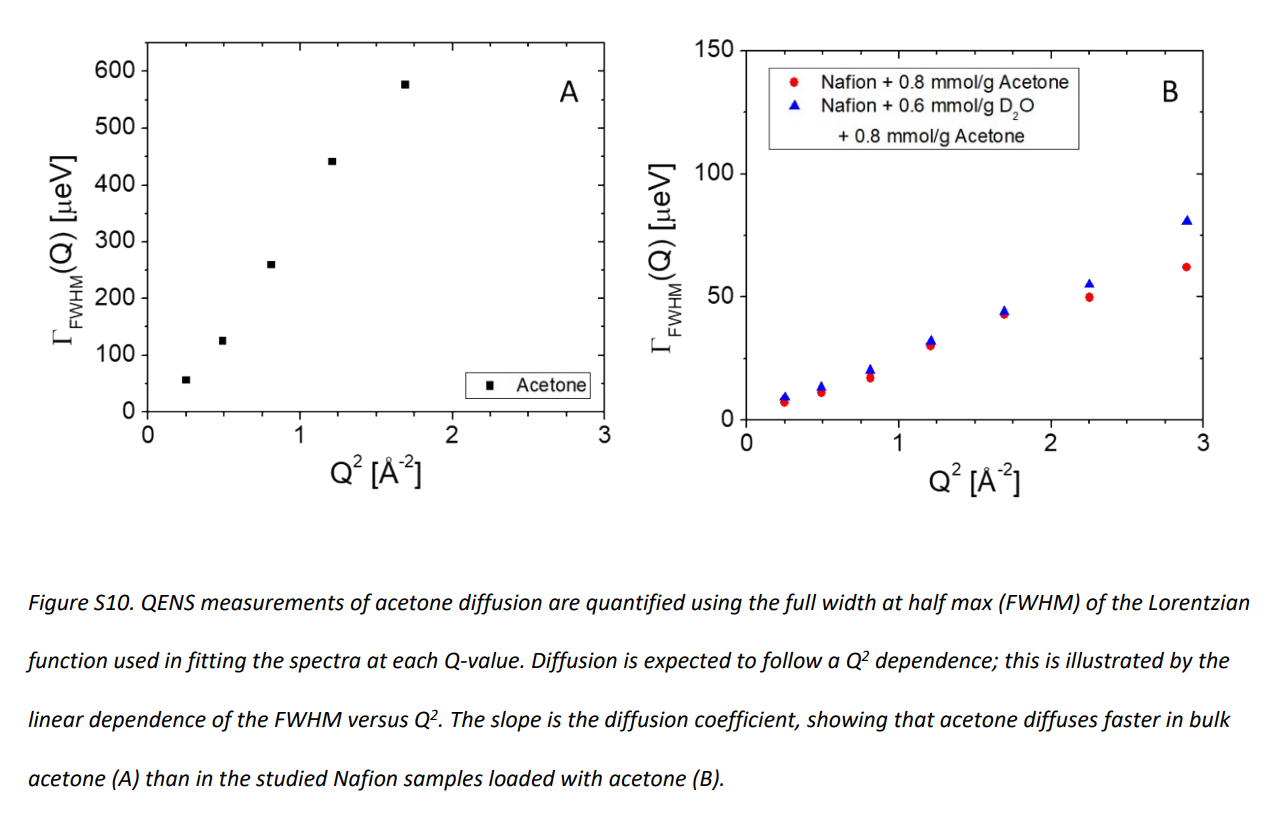 A
600
500
400
300
200
100
0
0 1 2 3
Γ_FWHM(Q) [μeV]
Q² [Å⁻²]
Acetone
B
150
100
50
0
0 1 2 3
Γ_FWHM(Q) [μeV]
Q² [Å⁻²]
Nafion + 0.8 mmol/g Acetone
Nafion + 0.6 mmol/g D₂O
+ 0.8 mmol/g Acetone
Figure S10. QENS measurements of acetone diffusion are quantified using the full width at half max (FWHM) of the Lorentzian
function used in fitting the spectra at each Q-value. Diffusion is expected to follow a Q² dependence; this is illustrated by the
linear dependence of the FWHM versus Q². The slope is the diffusion coefficient, showing that acetone diffuses faster in bulk
acetone (A) than in the studied Nafion samples loaded with acetone (B).